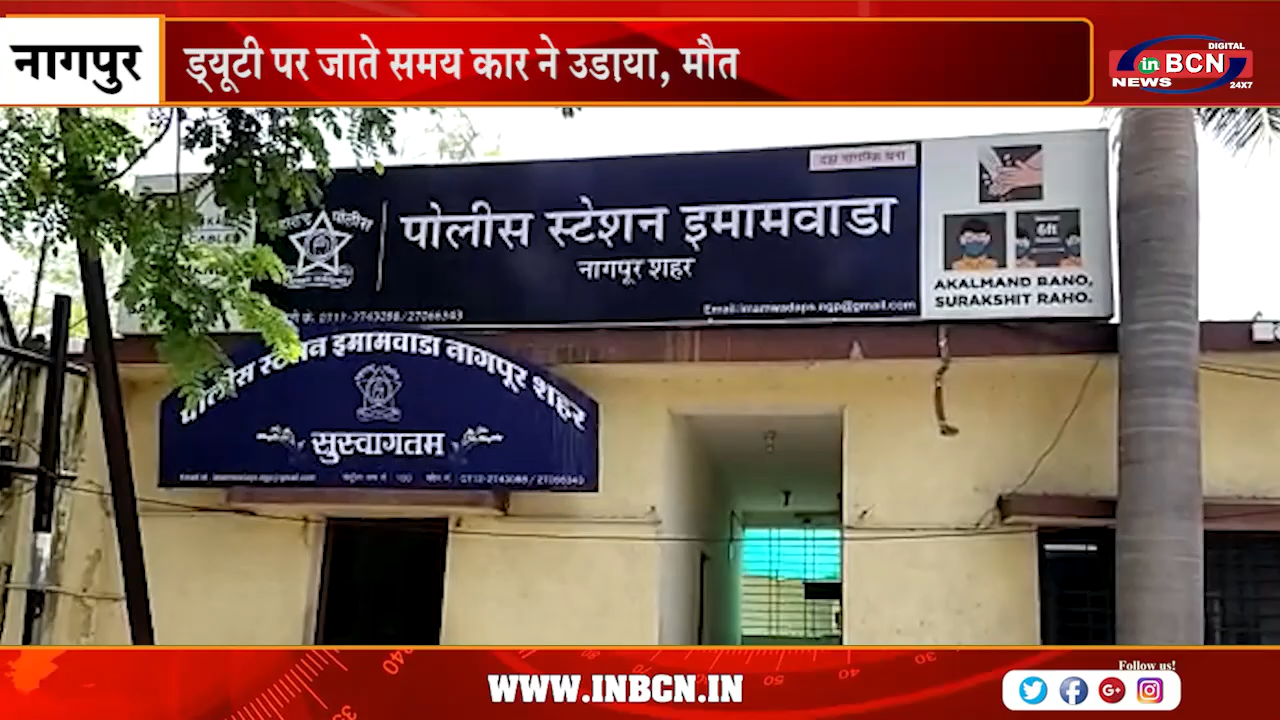 नागपुर
ड्यूटी पर जाते समय कार ने उडा़या, मौत
DIGITAL
in BCN
NEWS 24X7
पोलीस
पोलीस स्टेशन इमामवाडा
नागपूर शहर
6ft
AKALMAND BANO,
SURAKSHIT RAHO.
Email:imamwadaps.ngp@gmail.com
पोलीस स्टेशन इमामवाडा नागपूर शहर
सुस्वागतम
WWW.INBCN.IN
Follow us!